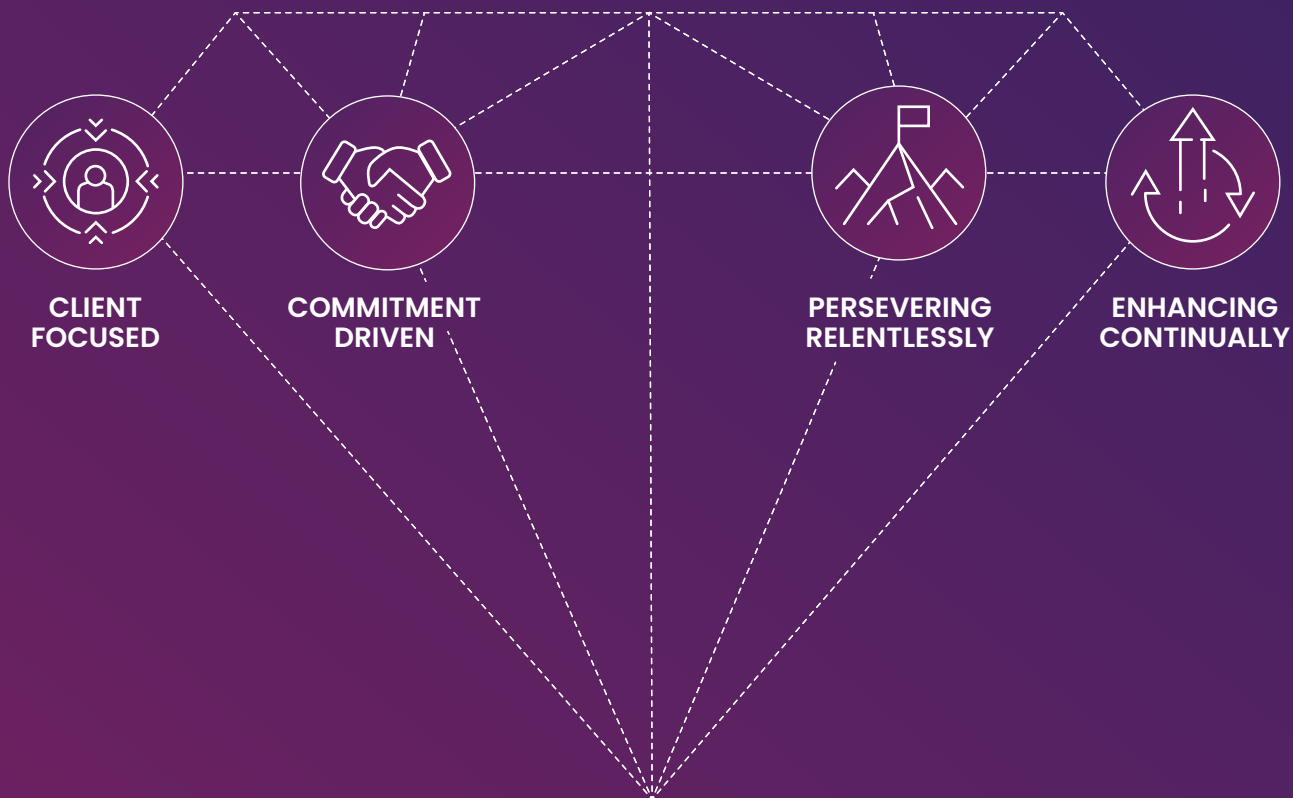 CLIENT
FOCUSED
COMMITMENT
DRIVEN
PERSEVERING
RELENTLESSLY
ENHANCING
CONTINUALLY